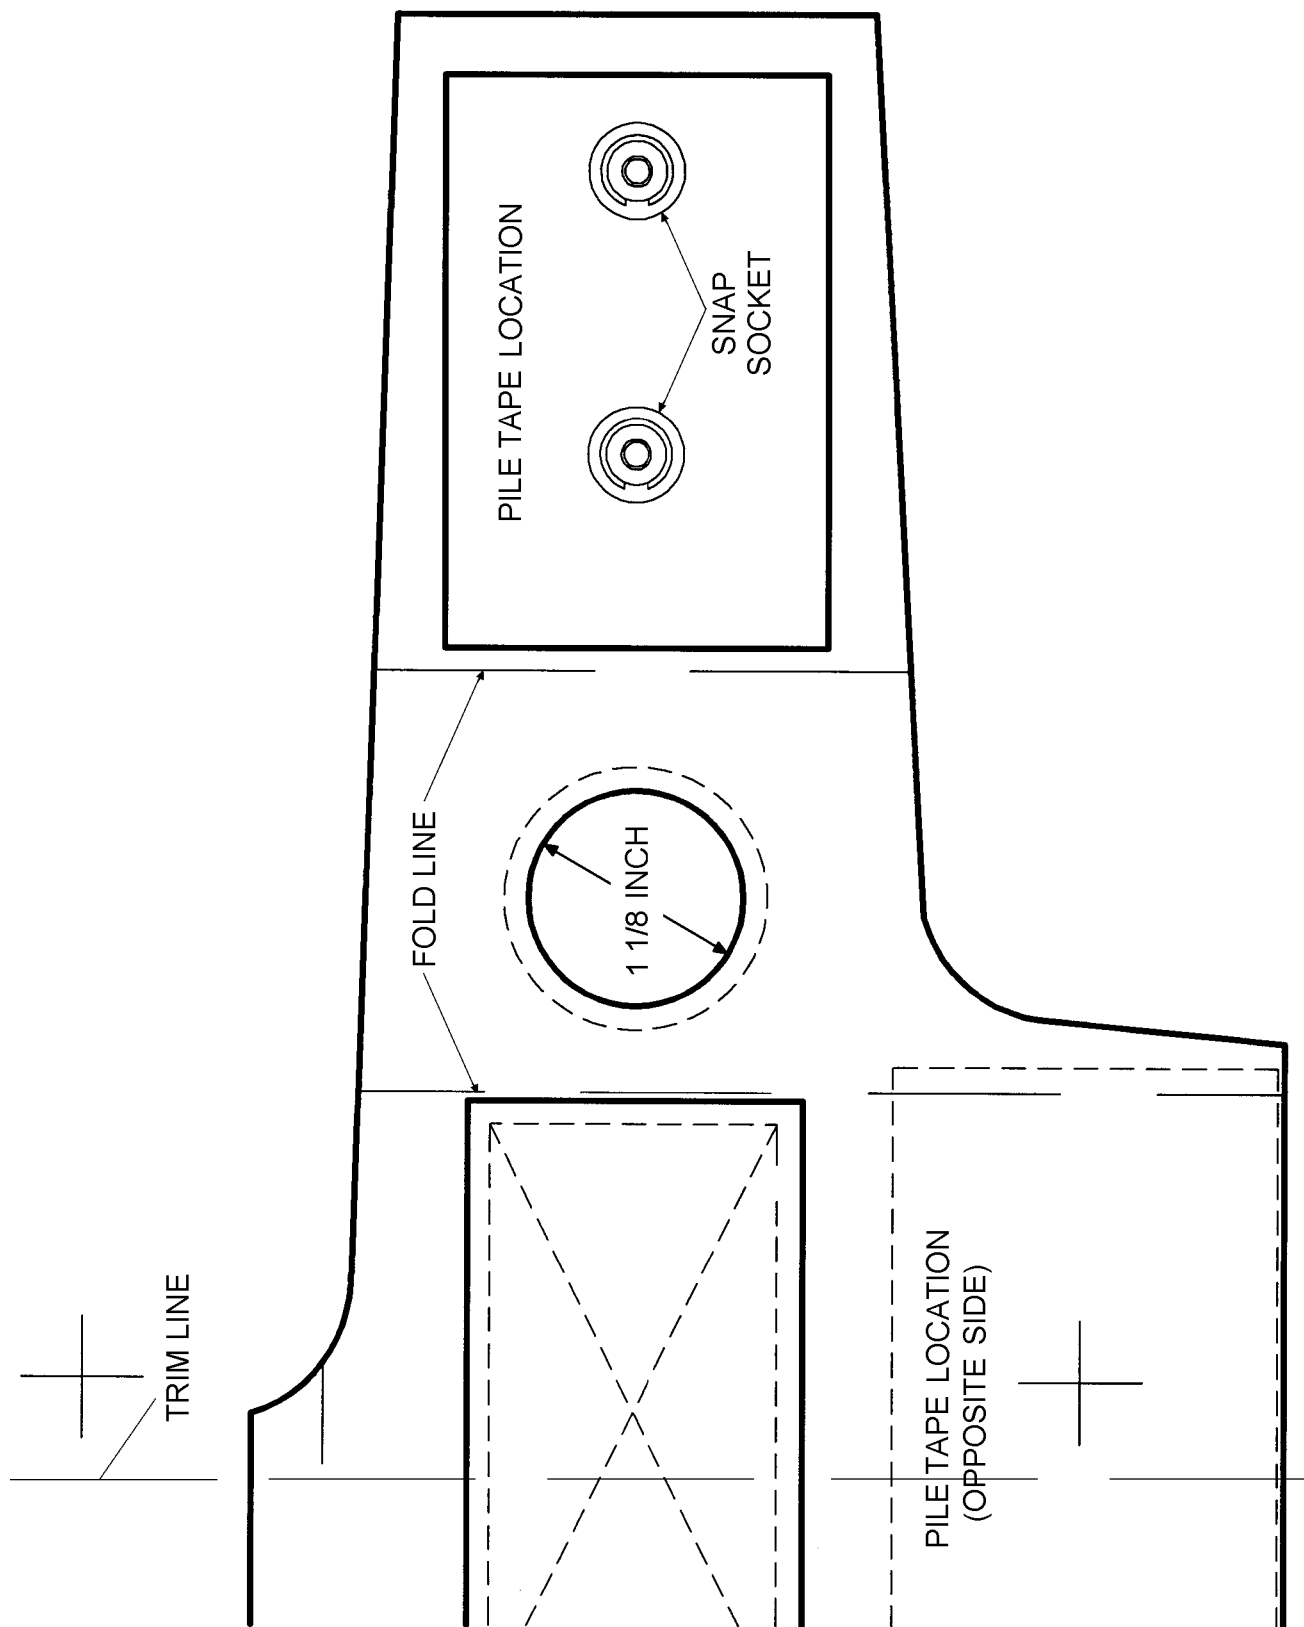 PILE TAPE LOCATION
SNAP
SOCKET
FOLD LINE
1 1/8 INCH
TRIM LINE
PILE TAPE LOCATION
(OPPOSITE SIDE)